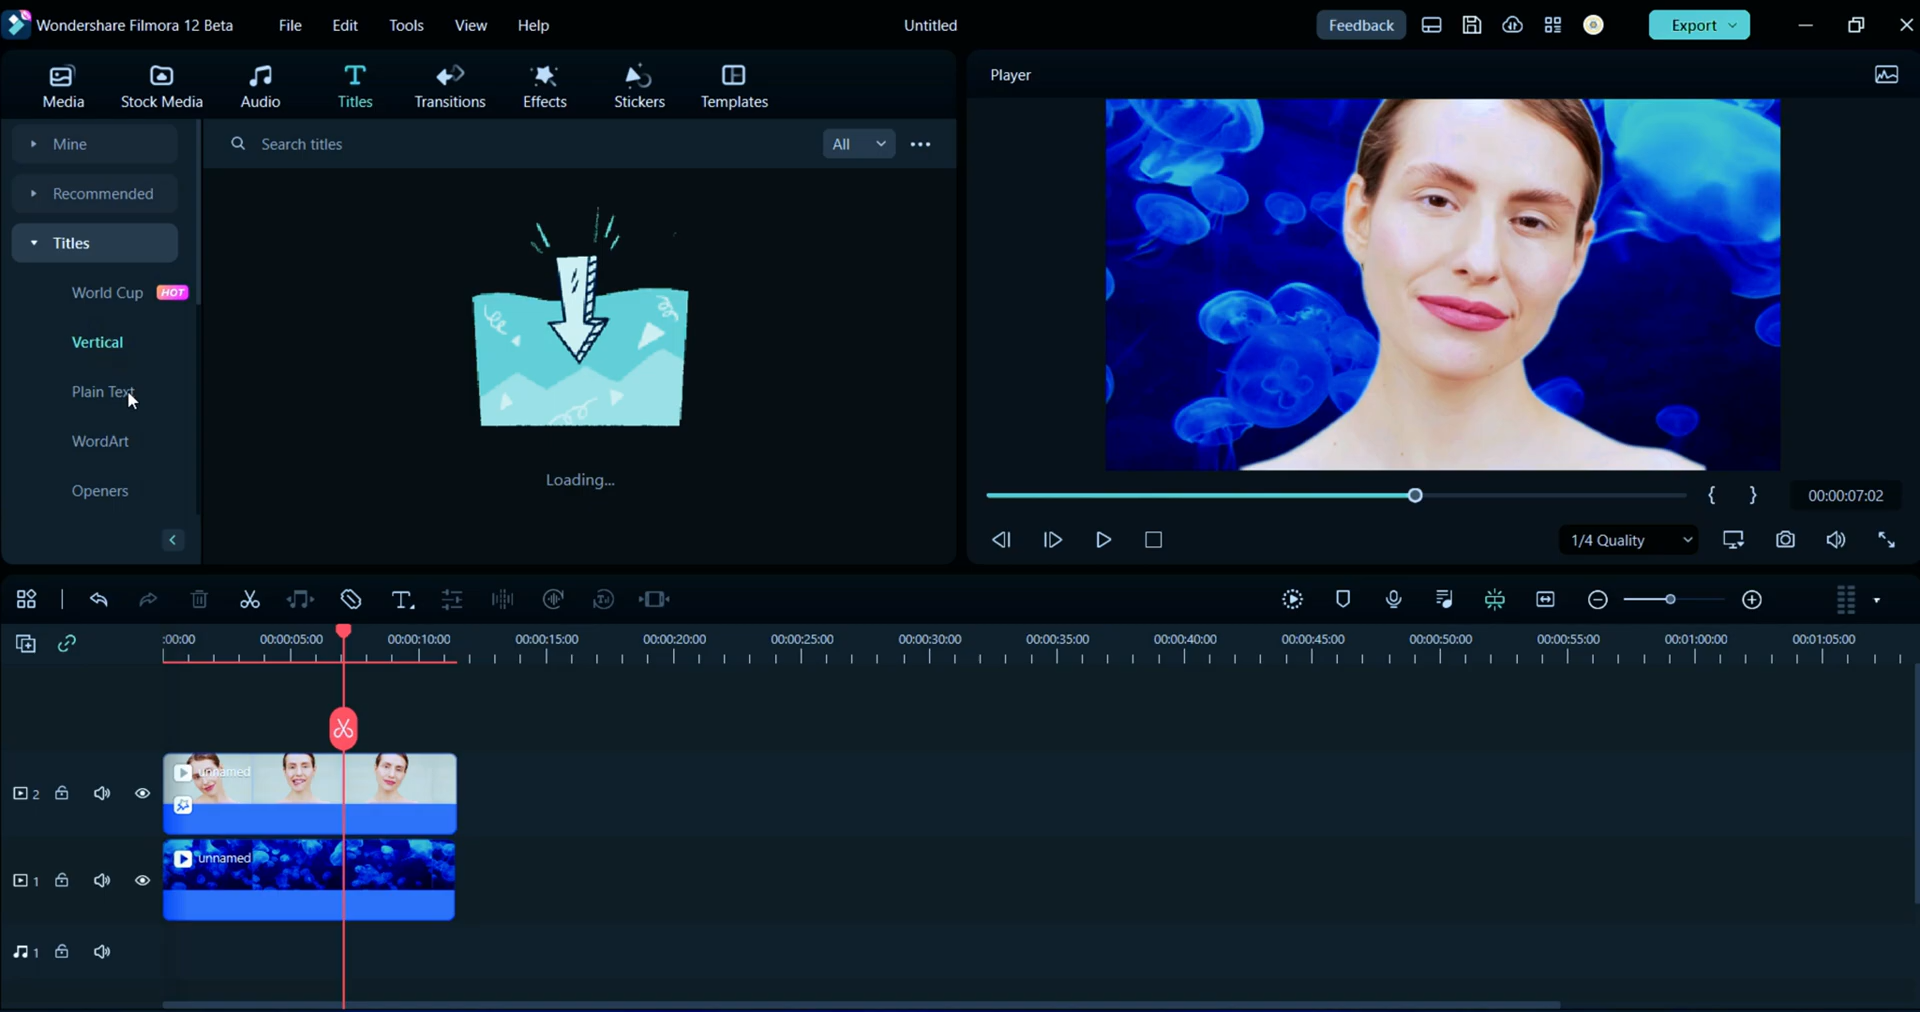 Wondershare Filmora 12 Beta
File
Edit
Tools
View
Help
Untitled
Feedback
Export
Media
Stock Media
Audio
Titles
Transitions
Effects
Stickers
Templates
Player
Mine
Search titles
All
Recommended
Titles
World Cup HOT
Vertical
Plain Text
WordArt
Openers
Loading...
{ }
00:00:07:02
1/4 Quality
:00:00
00:00:05:00
00:00:10:00
00:00:15:00
00:00:20:00
00:00:25:00
00:00:30:00
00:00:35:00
00:00:40:00
00:00:45:00
00:00:50:00
00:00:55:00
00:01:00:00
00:01:05:00
unnamed
2
unnamed
1
1